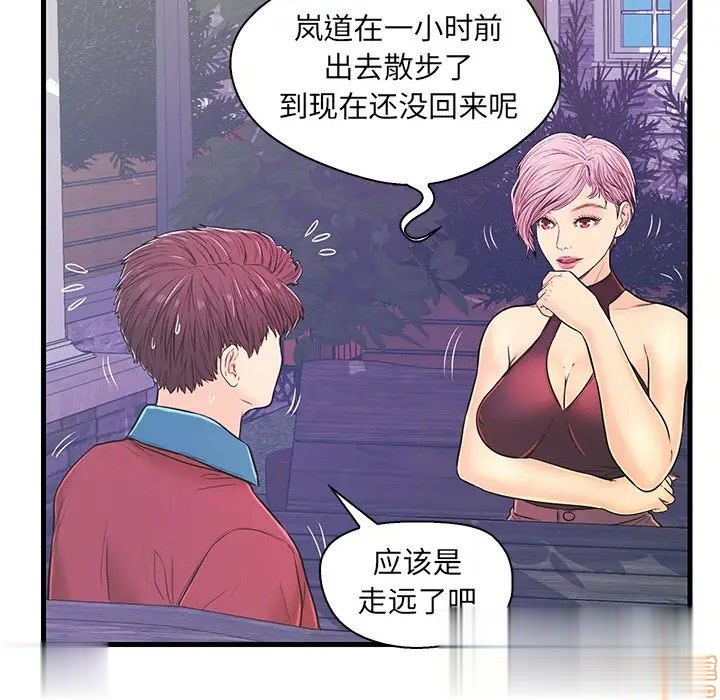 岚道在一小时前
出去散步了
到现在还没回来呢
应该是
走远了吧